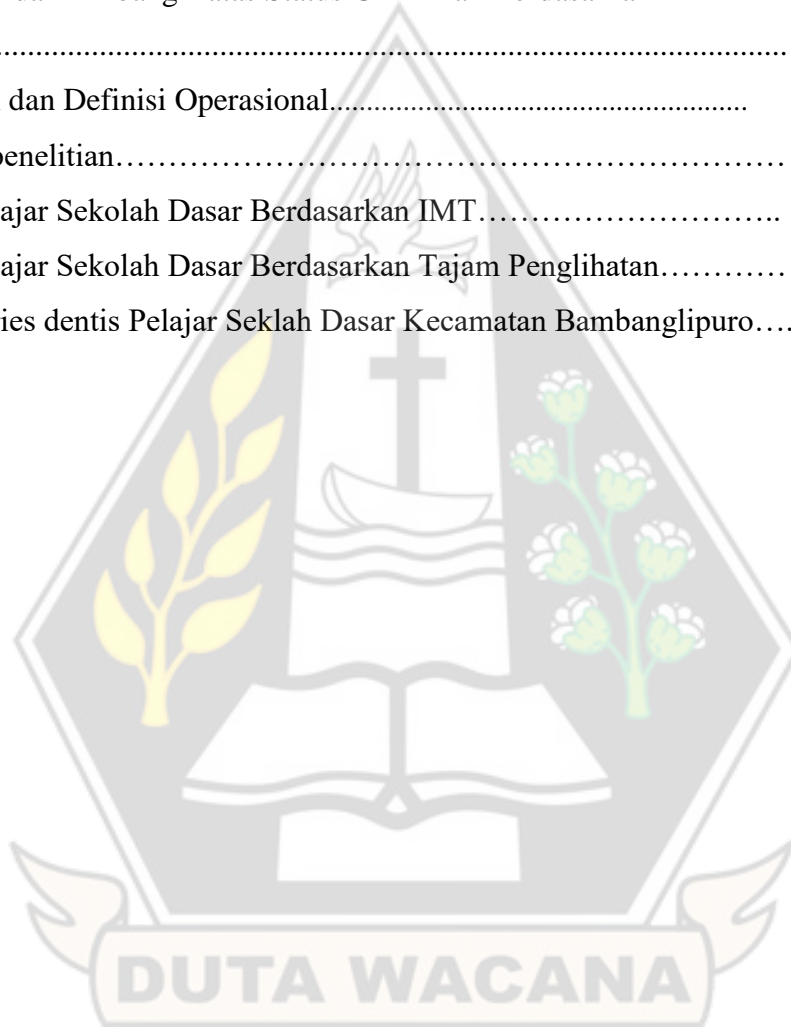 .....................................................................................................
dan Definisi Operasional.........................................................
penelitian……………………………………………………………
ajar Sekolah Dasar Berdasarkan IMT………………………..
ajar Sekolah Dasar Berdasarkan Tajam Penglihatan…………
ies dentis Pelajar Seklah Dasar Kecamatan Bambanglipuro….
DUTA WACANA